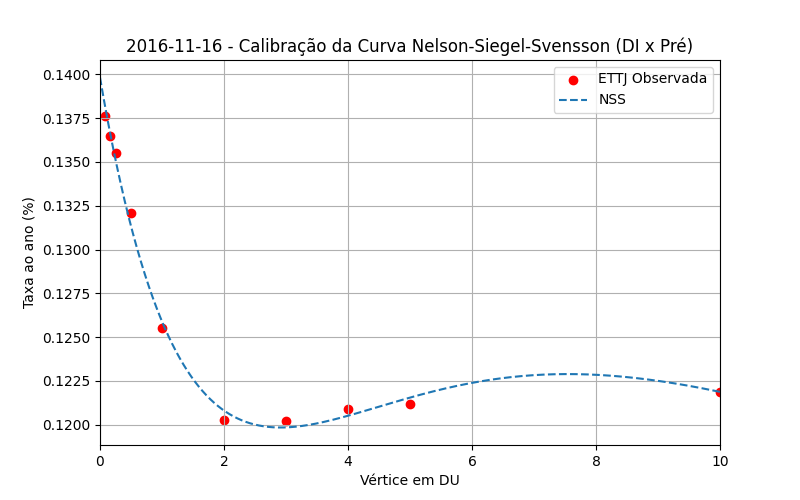 2016-11-16 - Calibração da Curva Nelson-Siegel-Svensson (DI x Pré)
ETTJ Observada
NSS
Taxa ao ano (%)
0.1400
0.1375
0.1350
0.1325
0.1300
0.1275
0.1250
0.1225
0.1200
0 2 4 6 8 10
Vértice em DU